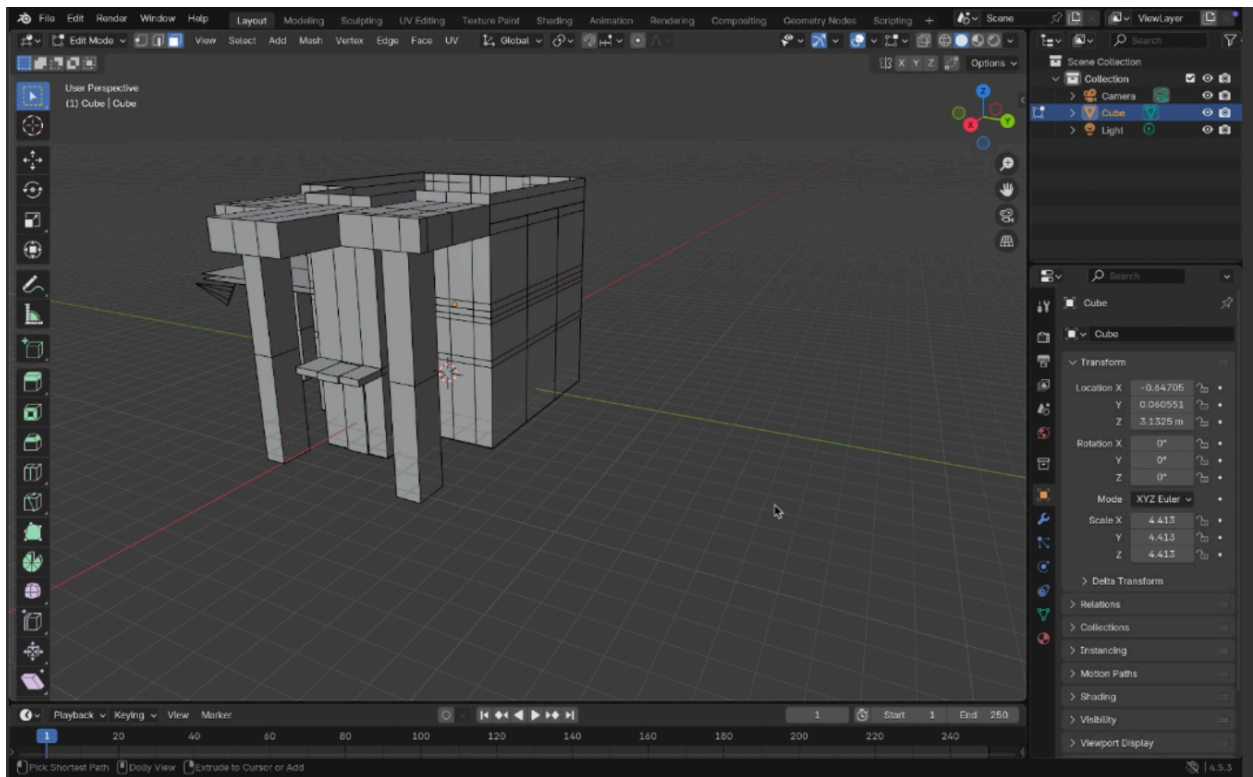 File Edit Render Window Help Layout Modeling Sculpting UV Editing Texture Paint Shading Animation Rendering Compositing Geometry Nodes Scripting + Scene ViewLayer
Edit Mode View Select Add Mesh Vertex Edge Face UV Global Search
X Y Z Options
User Perspective
(1) Cube | Cube
Z
X
Y
Scene Collection
Collection
Camera
Cube
Light
Search
Cube
Cube
Transform
Location X -0.64705
Y 0.060551
Z 3.1325 m
Rotation X 0°
Y 0°
Z 0°
Mode XYZ Euler
Scale X 4.413
Y 4.413
Z 4.413
Delta Transform
Relations
Collections
Instancing
Motion Paths
Shading
Visibility
Viewport Display
Playback Keying View Marker 1 Start 1 End 250
1 20 40 60 80 100 120 140 160 180 200 220 240
Pick Shortest Path Dolly View Extrude to Cursor or Add 4.5.3